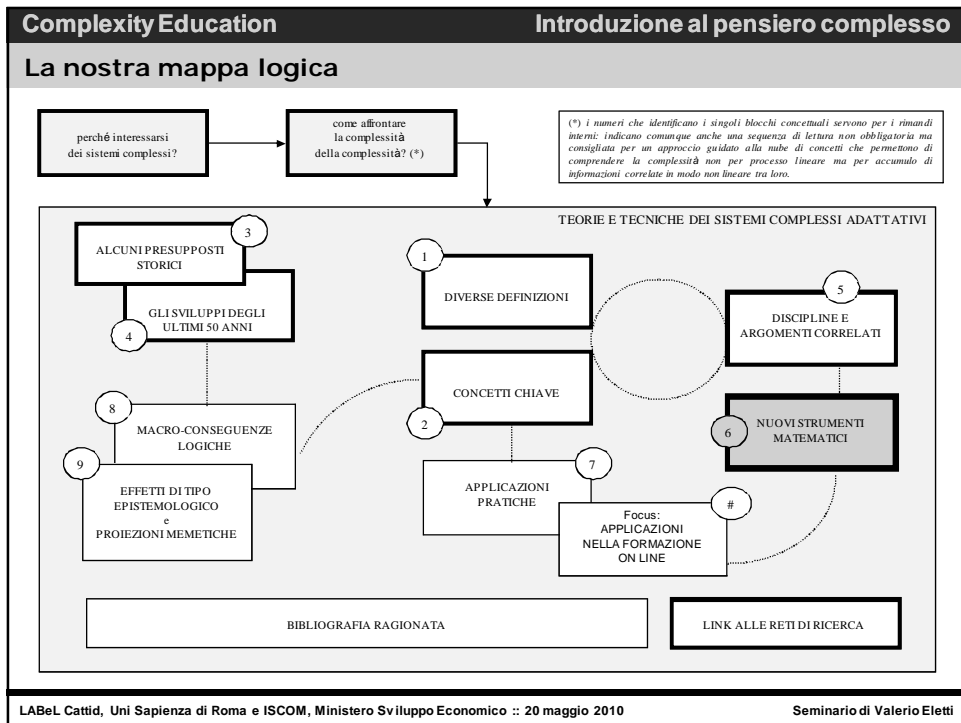 Complexity Education
Introduzione al pensiero complesso
La nostra mappa logica
perché interessarsi
dei sistemi complessi?
come affrontare
la complessità
della complessità? (*)
(*) i numeri che identificano i singoli blocchi concettuali servono per i rimandi
interni: indicano comunque anche una sequenza di lettura non obbligatoria ma
consigliata per un approccio guidato alla nube di concetti che permettono di
comprendere la complessità non per processo lineare ma per accumulo di
informazioni correlate in modo non lineare tra loro.
TEORIE E TECNICHE DEI SISTEMI COMPLESSI ADATTATIVI
3
ALCUNI PRESUPPOSTI
STORICI
4
GLI SVILUPPI DEGLI
ULTIMI 50 ANNI
1
DIVERSE DEFINIZIONI
5
DISCIPLINE E
ARGOMENTI CORRELATI
2
CONCETTI CHIAVE
6
NUOVI STRUMENTI
MATEMATICI
8
MACRO-CONSEGUENZE
LOGICHE
9
EFFETTI DI TIPO
EPISTEMOLOGICO
e
PROIEZIONI MEMETICHE
7
APPLICAZIONI
PRATICHE
#
Focus:
APPLICAZIONI
NELLA FORMAZIONE
ON LINE
BIBLIOGRAFIA RAGIONATA
LINK ALLE RETI DI RICERCA
LABeL Cattid, Uni Sapienza di Roma e ISCOM, Ministero Sviluppo Economico :: 20 maggio 2010
Seminario di Valerio Eletti